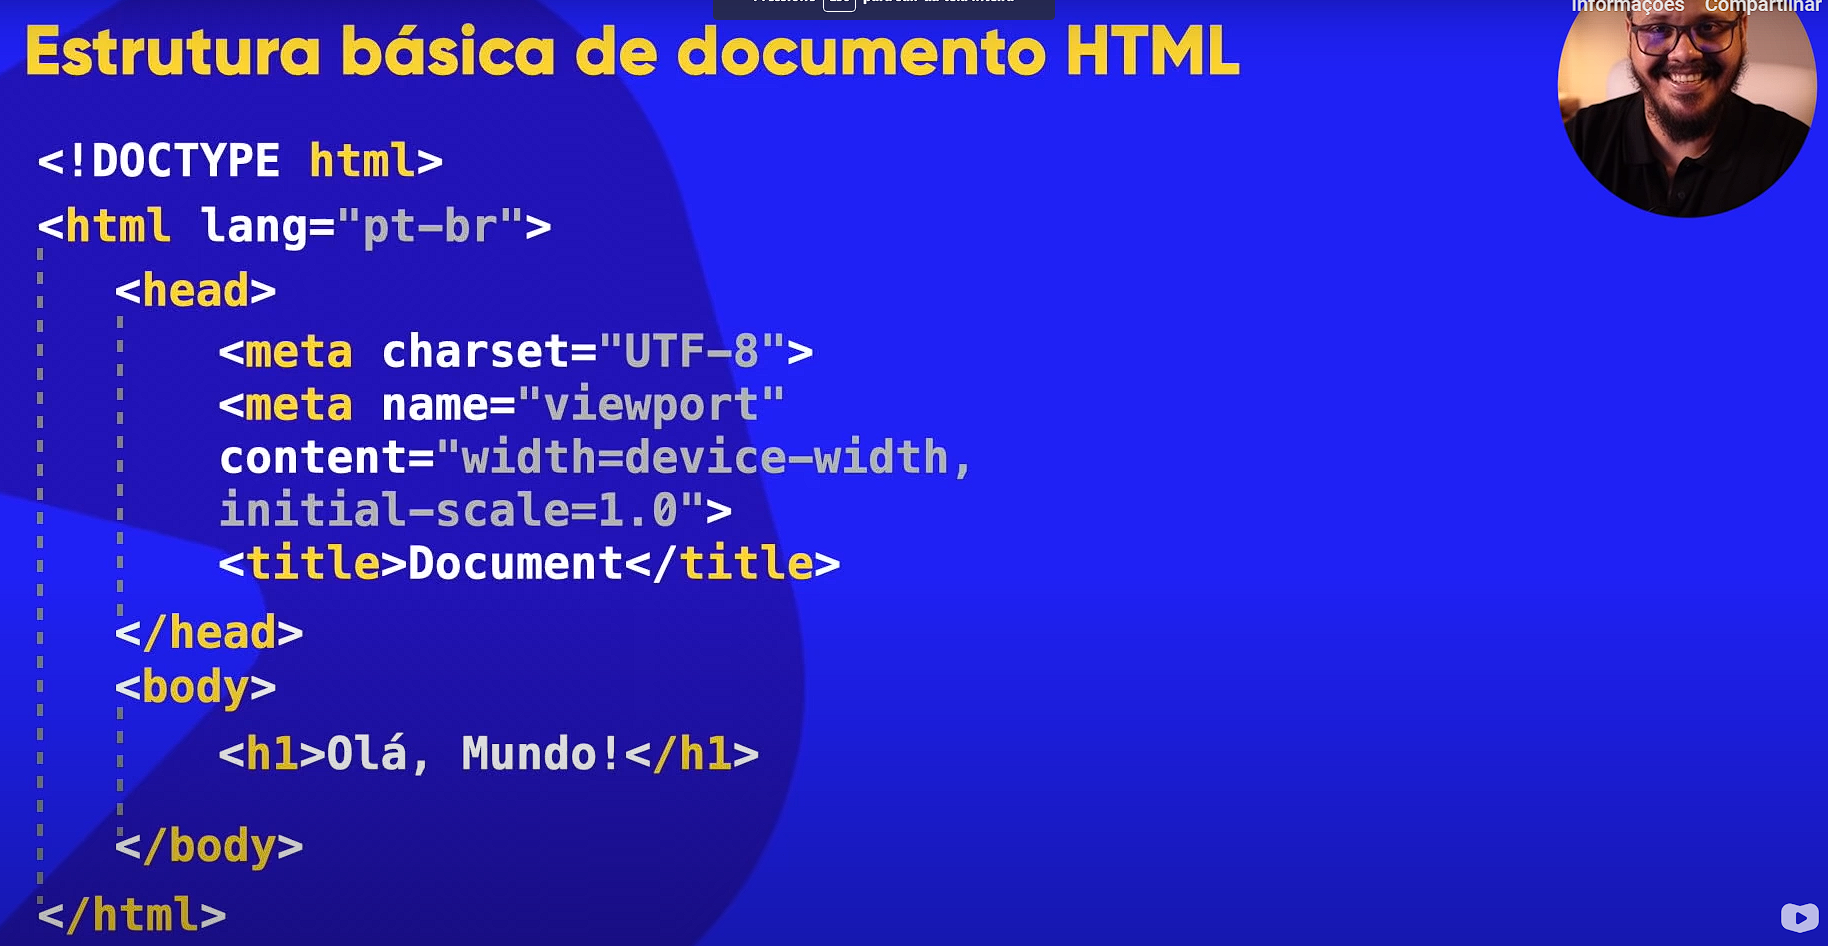 Informações Compartilhar
Estrutura básica de documento HTML
<!DOCTYPE html>
<html lang="pt-br">
<head>
<meta charset="UTF-8">
<meta name="viewport"
content="width=device-width,
initial-scale=1.0">
<title>Document</title>
</head>
<body>
<h1>Olá, Mundo!</h1>
</body>
</html>